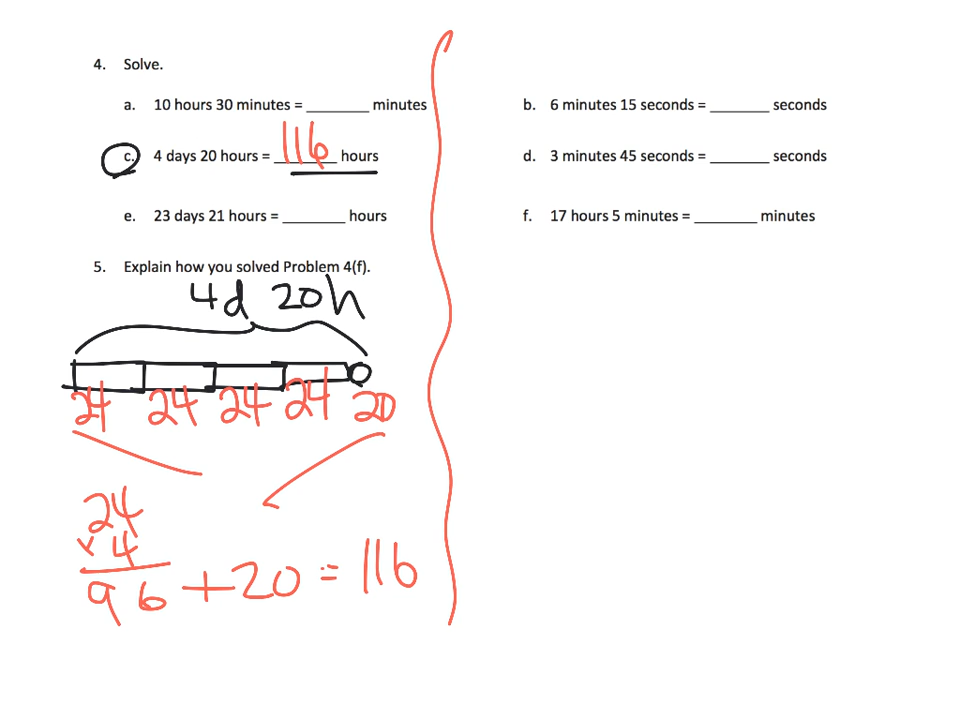 4. Solve.
a. 10 hours 30 minutes = ________ minutes
b. 6 minutes 15 seconds = ________ seconds
c. 4 days 20 hours = 116 hours
d. 3 minutes 45 seconds = ________ seconds
e. 23 days 21 hours = ________ hours
f. 17 hours 5 minutes = ________ minutes
5. Explain how you solved Problem 4(f).
4d 20h
24 24 24 24 20
24
x 4
96 + 20 = 116